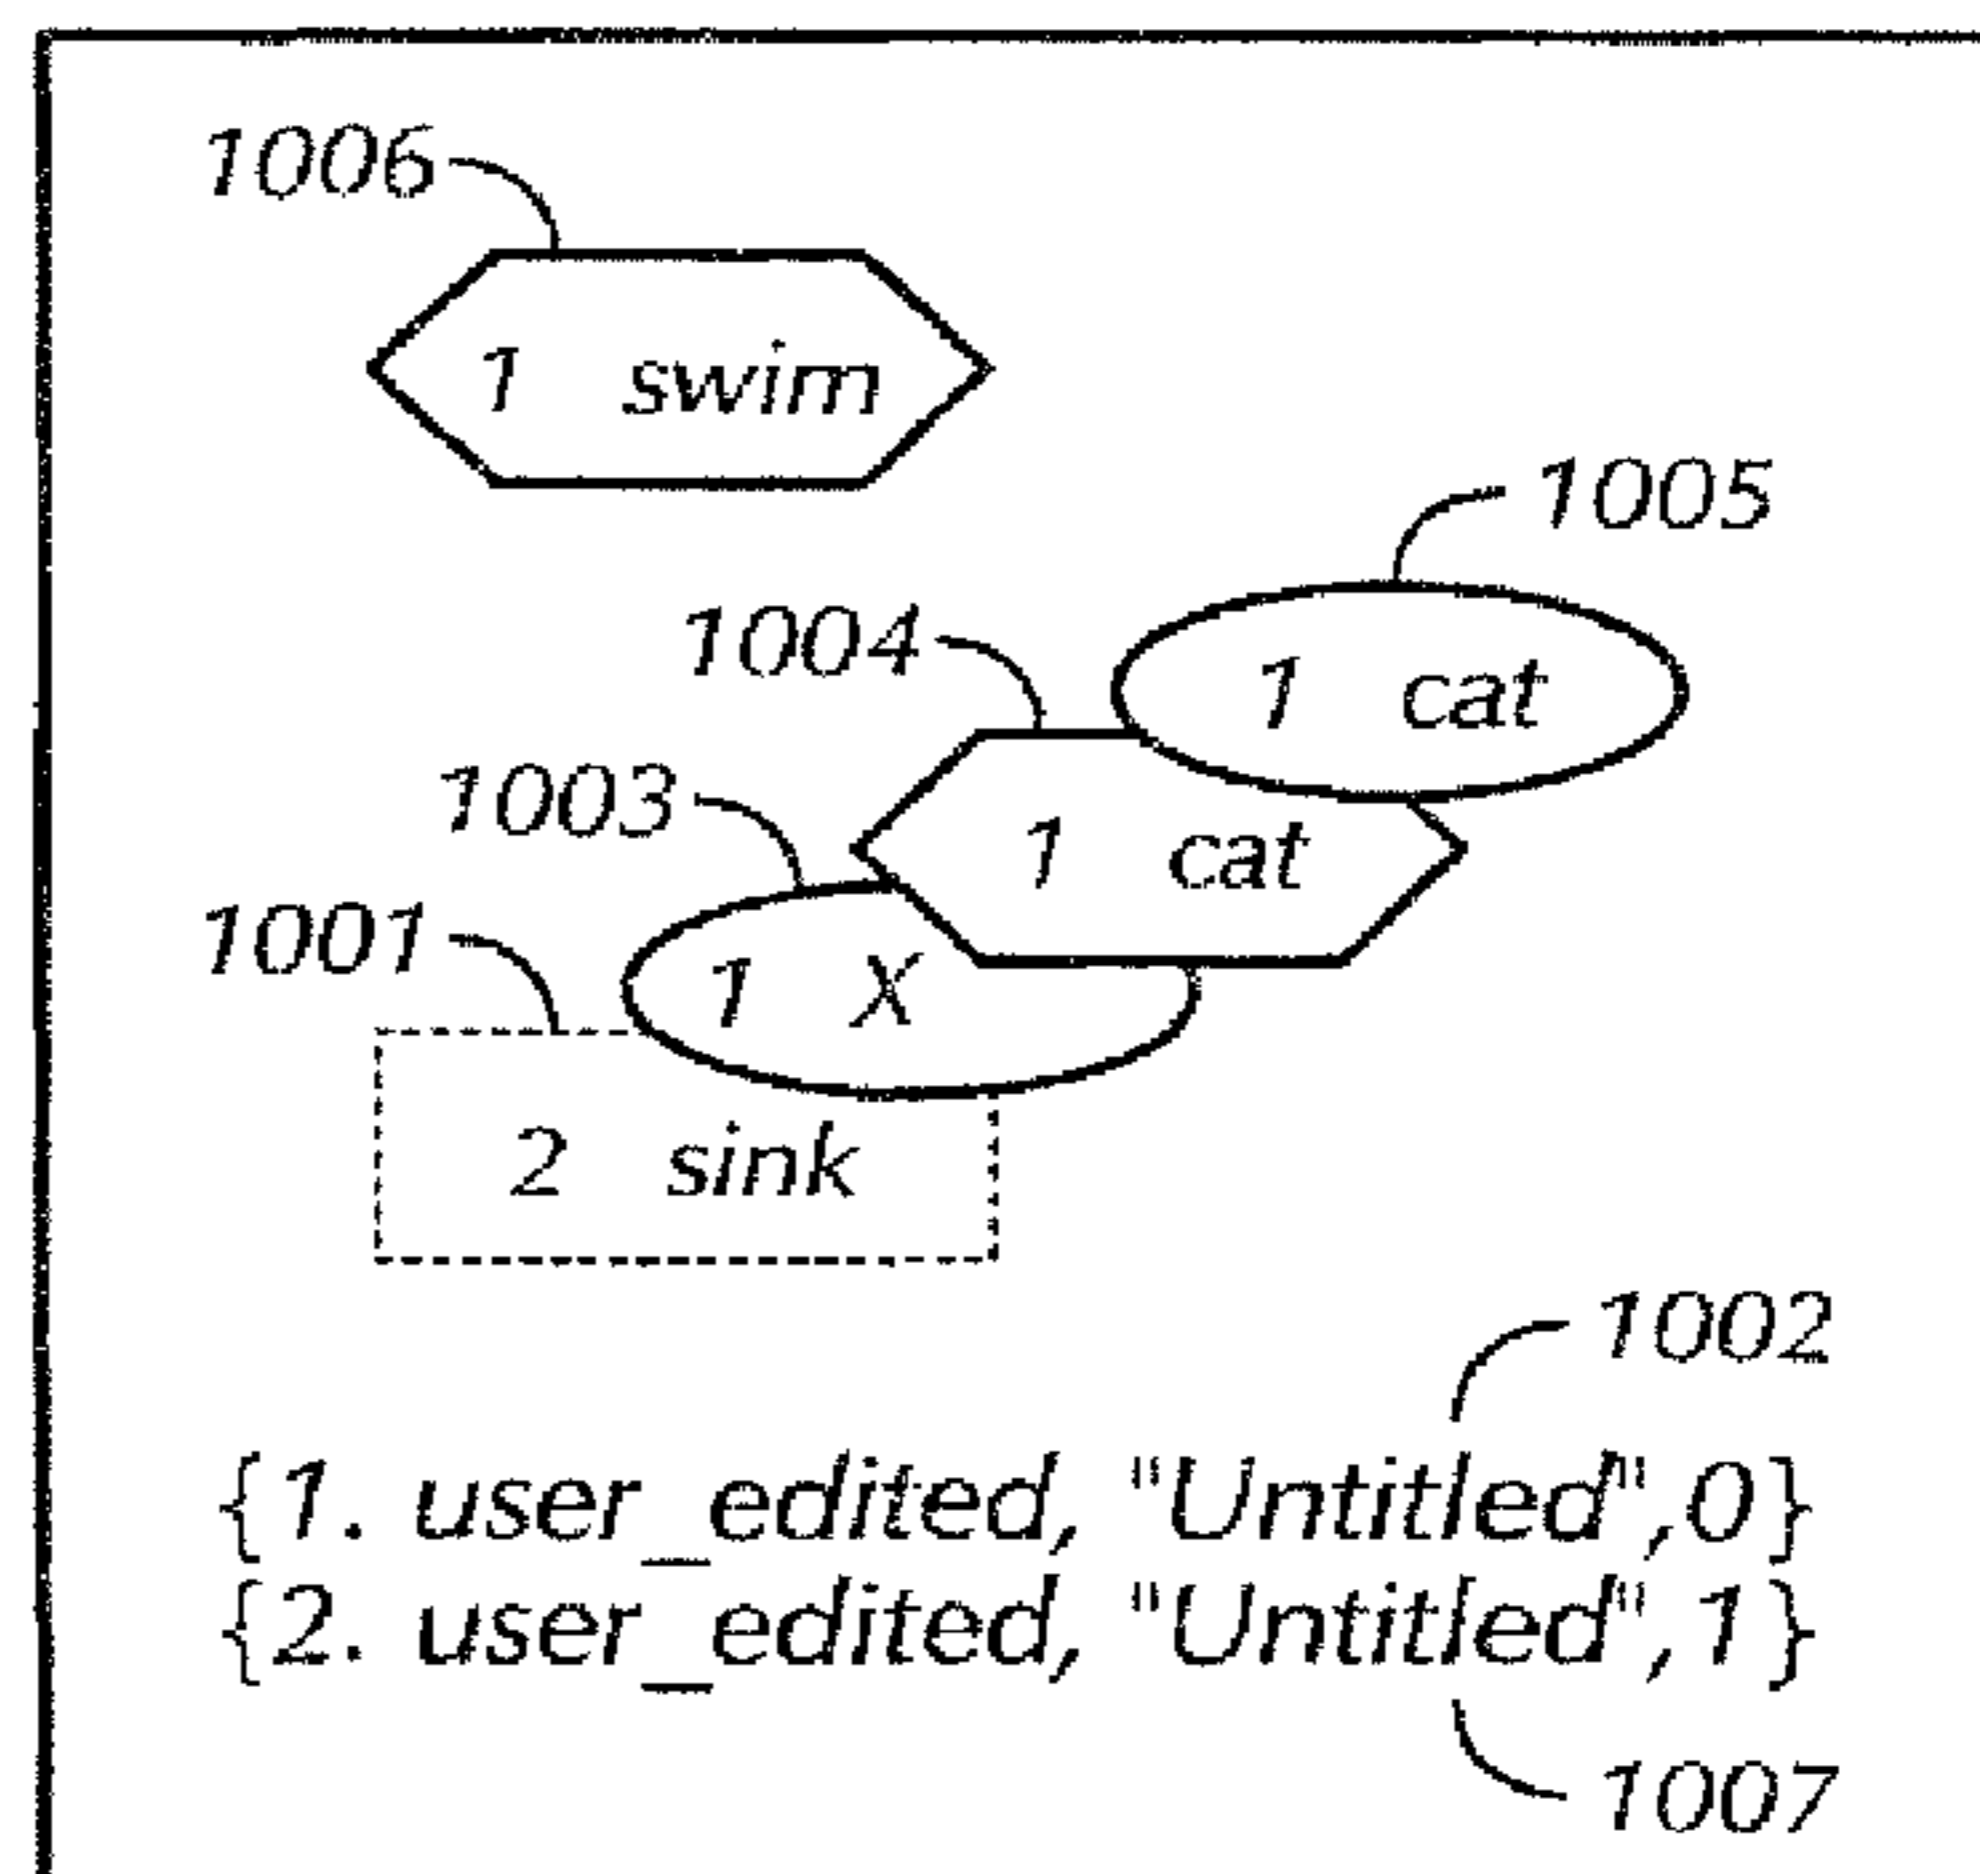 1006
1 swim
1005
1004
1 cat
1003
1 cat
1001
1 X
2 sink
1002
{1. user_edited, "Untitled",0}
{2. user_edited, "Untitled",1}
1007